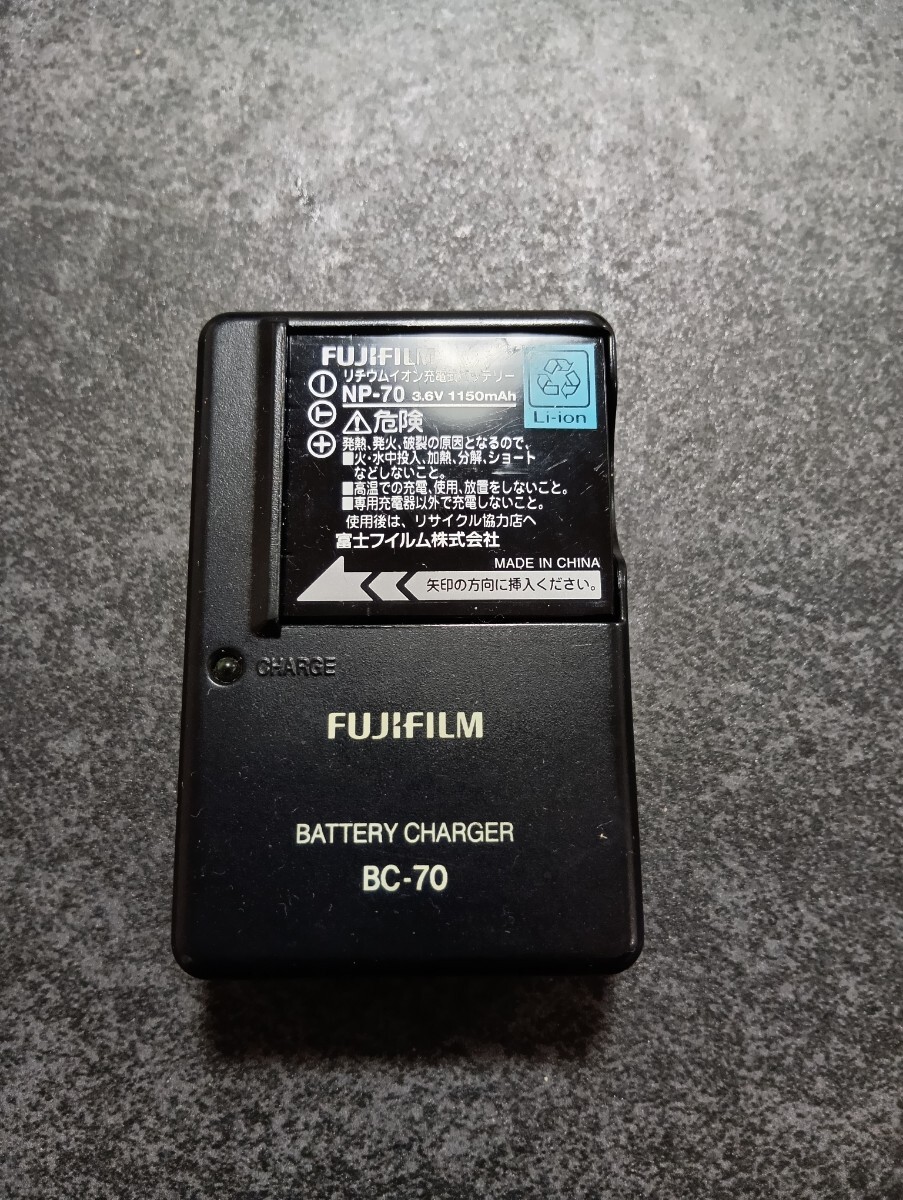 FUJIFILM
リチウムイオン充電式バッテリー
NP-70 3.6V 1150mAh
Li-ion
危険
発熱、発火、破裂の原因となるので、
■火・水中投入、加熱、分解、ショート
などしないこと。
■高温での充電、使用、放置をしないこと。
■専用充電器以外で充電しないこと。
使用後は、リサイクル協力店へ
富士フイルム株式会社
MADE IN CHINA
矢印の方向に挿入ください。
CHARGE
FUJIFILM
BATTERY CHARGER
BC-70